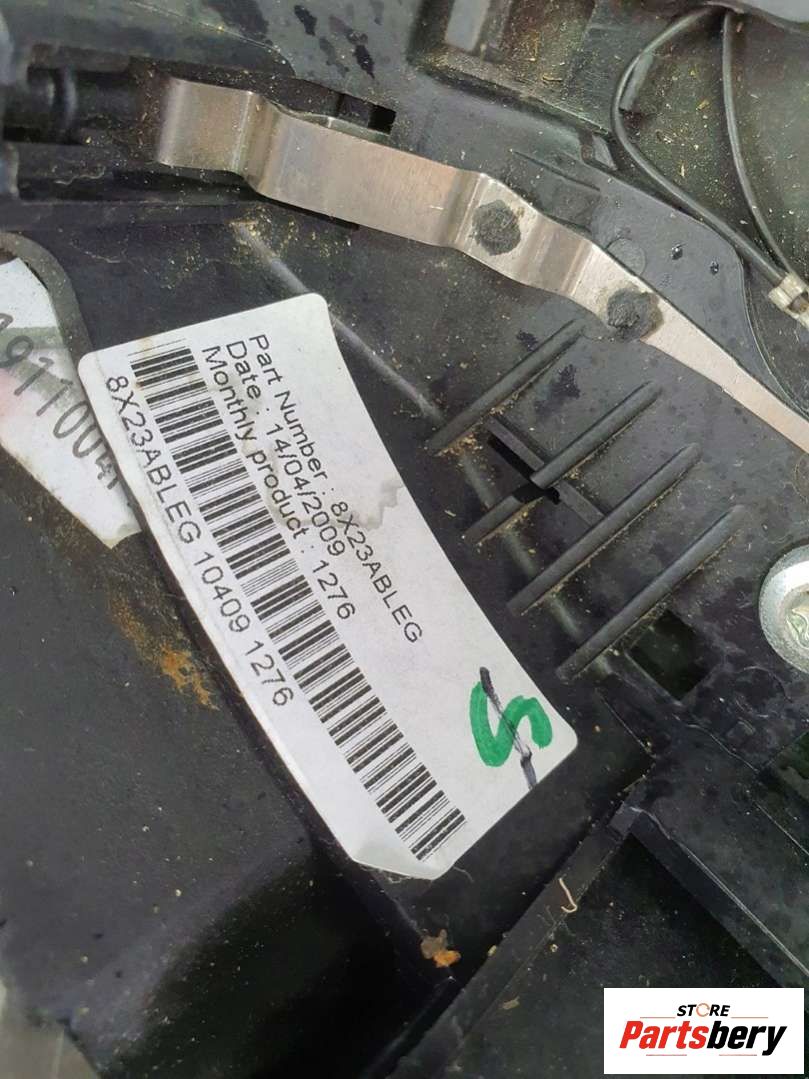 Part Number : 8X23ABLEG
Date : 14/04/2009
Monthly product : 1276
8X23ABLEG 10409 1276
S
STORE
Partsbery